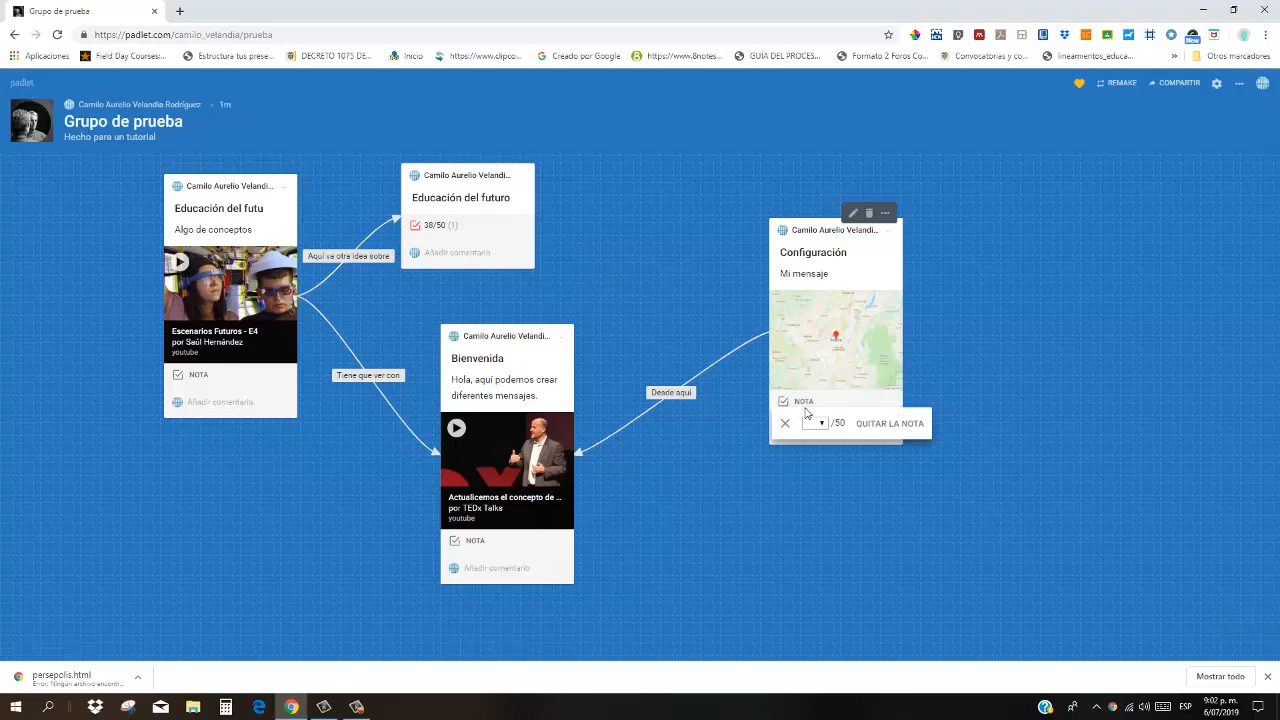 Grupo de prueba
https://padlet.com/camilo_velandia/prueba
Aplicaciones
Field Day Courses:...
Estructura tus prese...
DECRETO 1075 DE...
Inicio
https://www.clipco...
Creado por Google
https://www.8notes...
GUÍA DEL PROCES...
Formato 2 Foros Co...
Convocatorias y co...
lineamientos_educa...
»
Otros marcadores
New
padlet
REMAKE
COMPARTIR
Camilo Aurelio Velandia Rodríguez • 1m
Grupo de prueba
Hecho para un tutorial
Camilo Aurelio Velandi...
Educación del futu
Algo de conceptos
Escenarios Futuros - E4
por Saúl Hernández
youtube
NOTA
Añadir comentario
Aquí va otra idea sobre
Tiene que ver con
Camilo Aurelio Velandi...
Educación del futuro
38/50 (1)
Añadir comentario
Camilo Aurelio Velandi...
Bienvenida
Hola, aquí podemos crear
diferentes mensajes.
Actualicemos el concepto de ...
por TEDx Talks
youtube
NOTA
Añadir comentario
Desde aquí
Camilo Aurelio Velandi...
Configuración
Mi mensaje
NOTA
/50
QUITAR LA NOTA
persepolis.html
Error: Ningún archivo encontr...
Mostrar todo
ESP
9:02 p. m.
6/07/2019